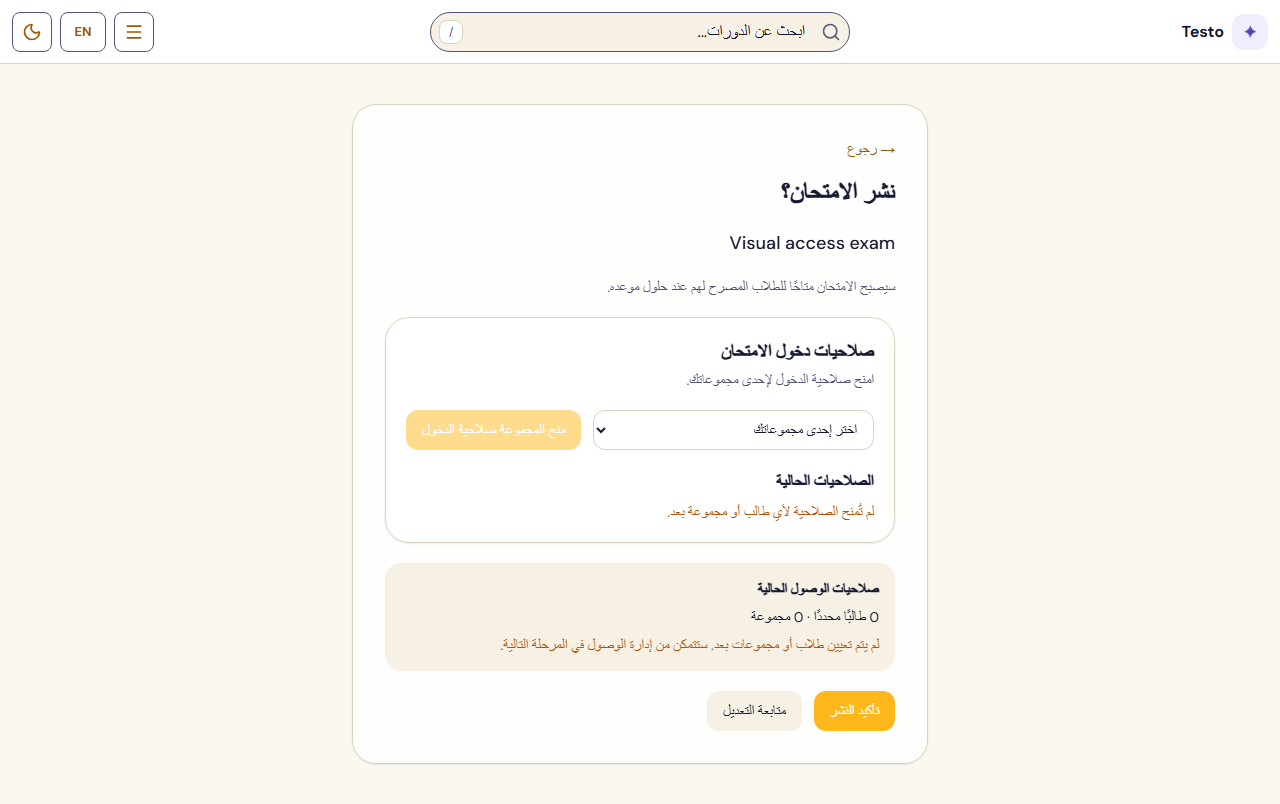 Testo
ابحث عن الدورات...
/
EN
→ رجوع
نشر الامتحان؟
Visual access exam
سيصبح الامتحان متاحًا للطلاب المصرح لهم عند حلول موعده.
صلاحيات دخول الامتحان
امنح صلاحية الدخول لإحدى مجموعاتك.
اختر إحدى مجموعاتك
منح المجموعة صلاحية الدخول
الصلاحيات الحالية
لم تُمنح الصلاحية لأي طالب أو مجموعة بعد.
صلاحيات الوصول الحالية
0 طالبًا محددًا · 0 مجموعة
لم يتم تعيين طلاب أو مجموعات بعد. ستتمكن من إدارة الوصول في المرحلة التالية.
تأكيد النشر
متابعة التعديل